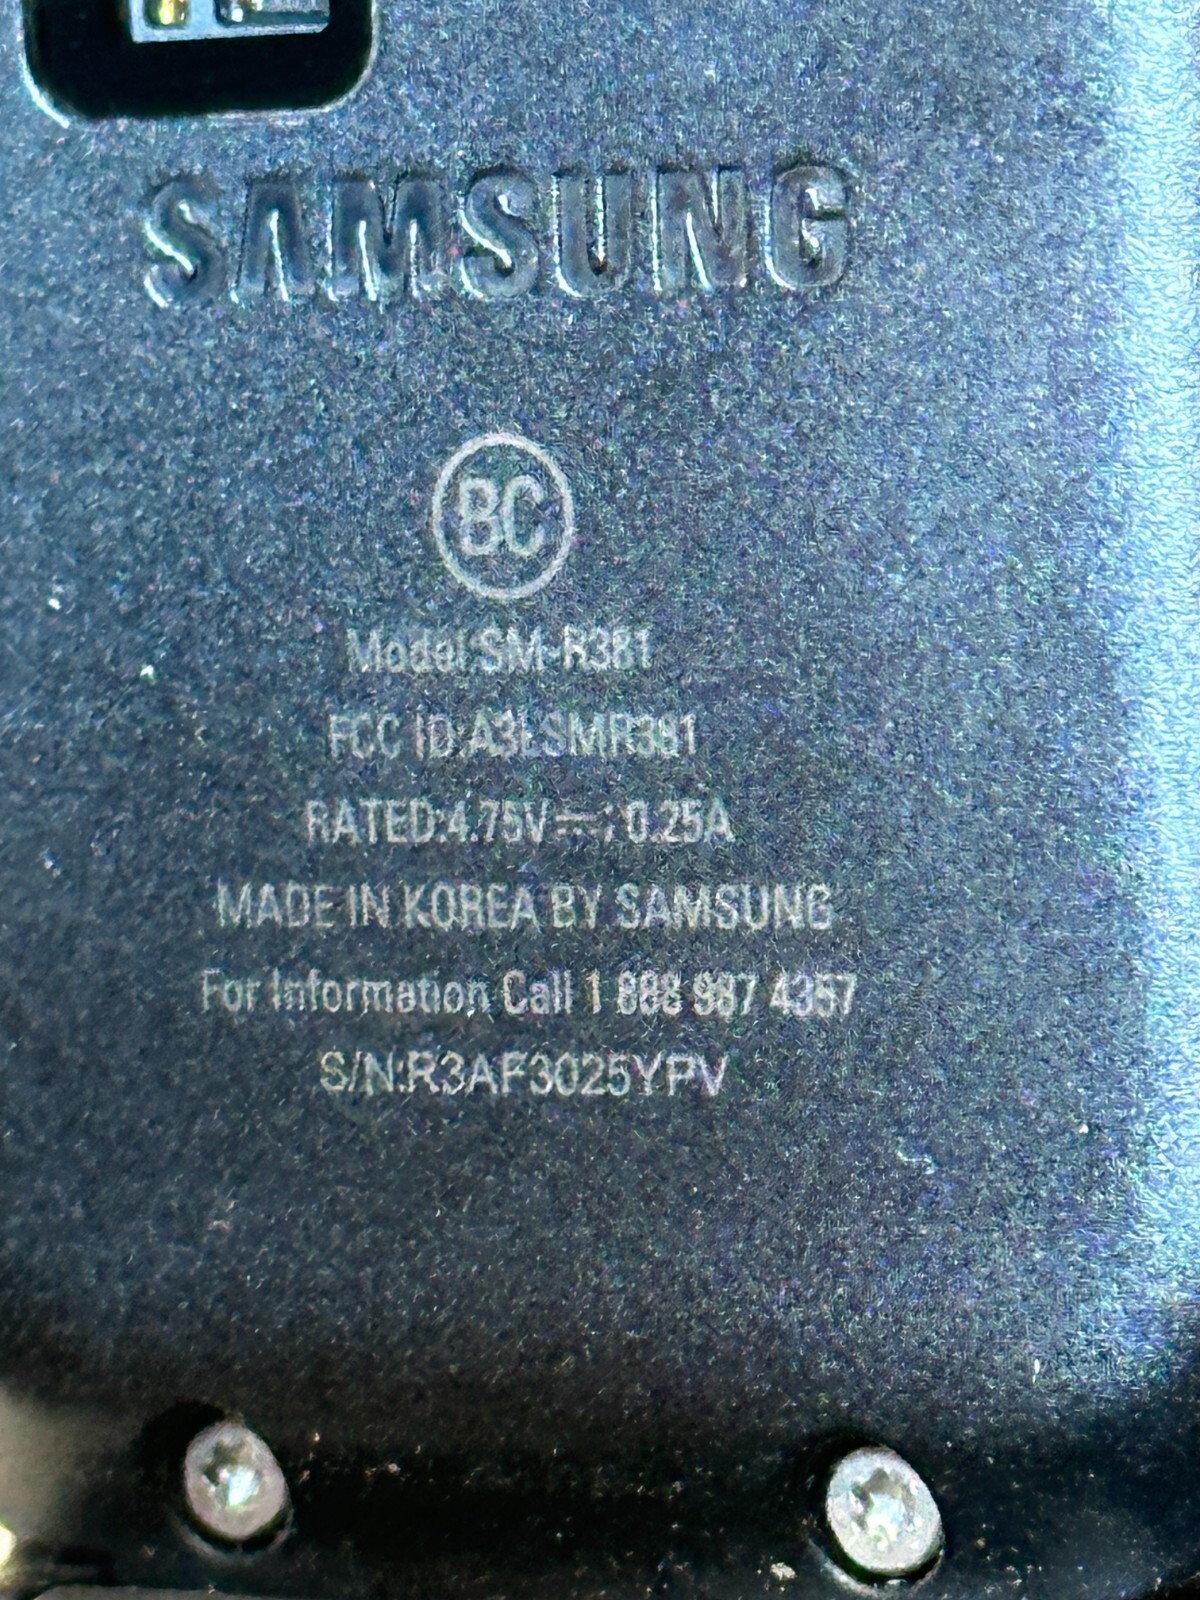 SAMSUNG
BC
Model:SM-R381
FCC ID:A3LSMR381
RATED:4.75V⎓; 0.25A
MADE IN KOREA BY SAMSUNG
For Information Call 1 888 987 4357
S/N:R3AF3025YPV